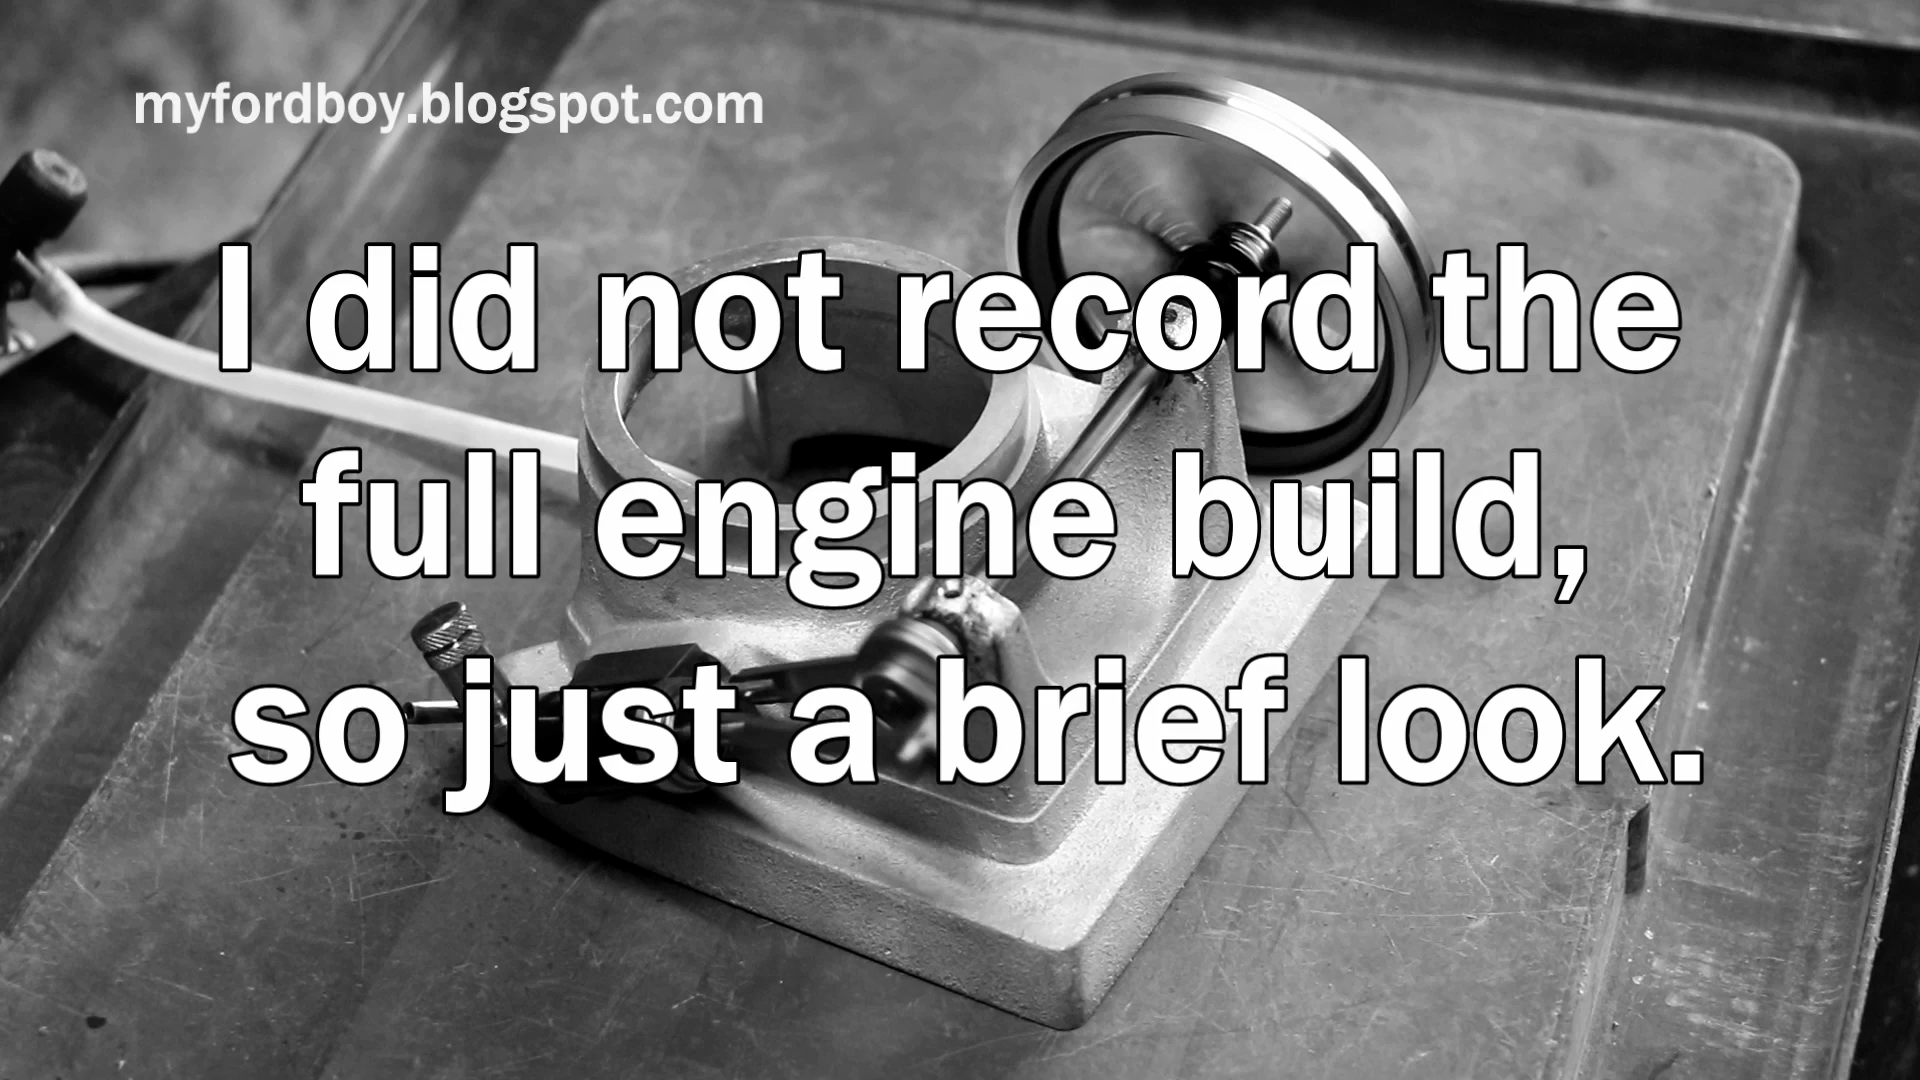 myfordboy.blogspot.com
I did not record the
full engine build,
so just a brief look.